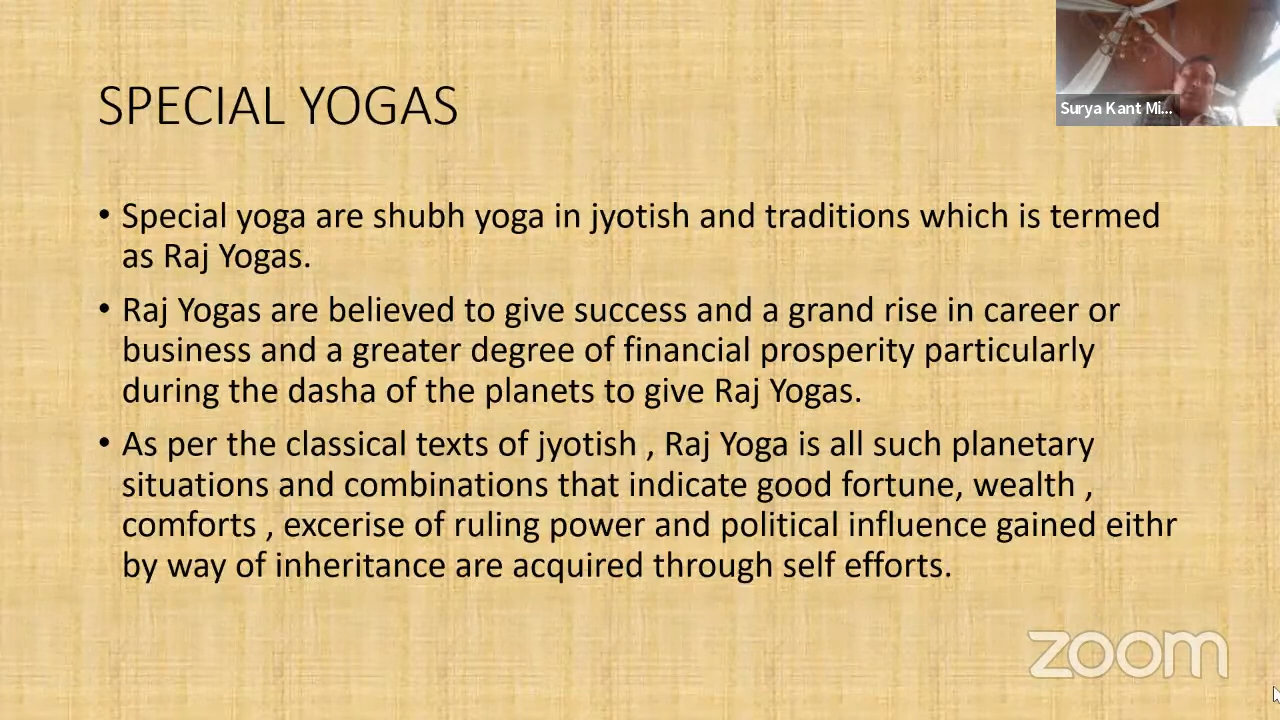 SPECIAL YOGAS
Surya Kant Mi...
• Special yoga are shubh yoga in jyotish and traditions which is termed
as Raj Yogas.
• Raj Yogas are believed to give success and a grand rise in career or
business and a greater degree of financial prosperity particularly
during the dasha of the planets to give Raj Yogas.
• As per the classical texts of jyotish , Raj Yoga is all such planetary
situations and combinations that indicate good fortune, wealth ,
comforts , excerise of ruling power and political influence gained eithr
by way of inheritance are acquired through self efforts.
zoom